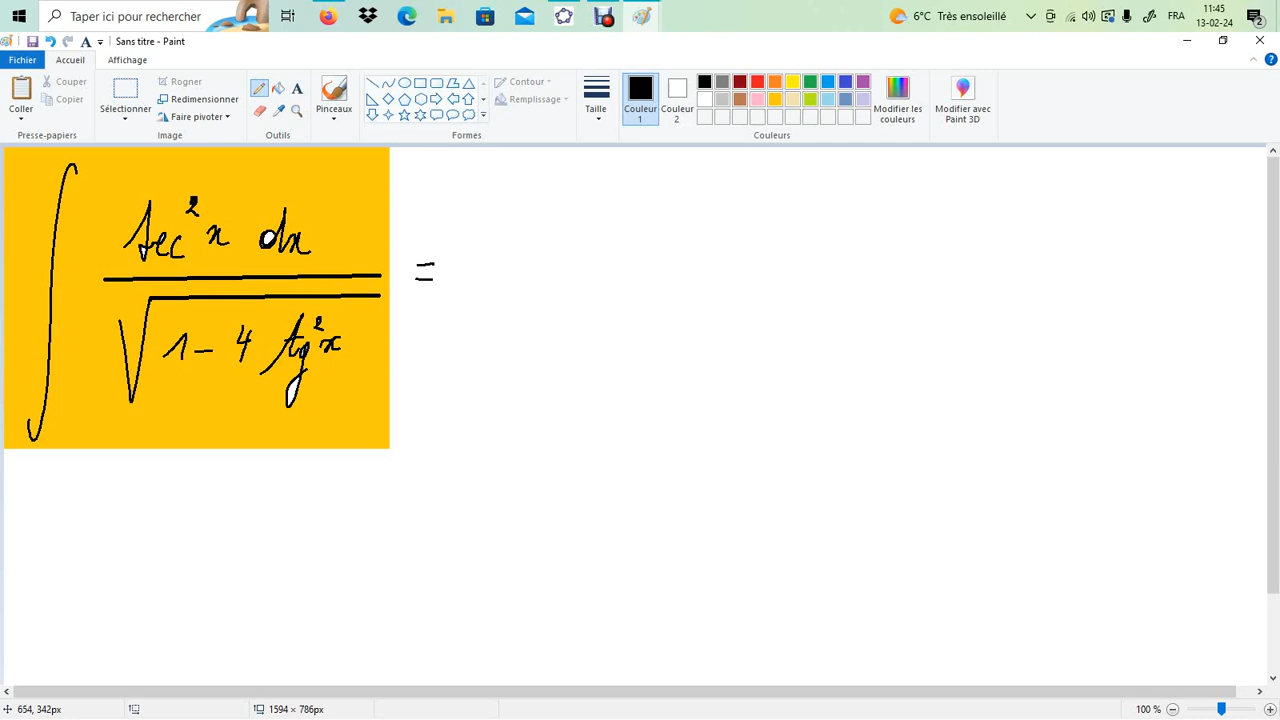 Taper ici pour rechercher
6°C Très ensoleillé
FRA
11:45
13-02-24
2
Sans titre - Paint
Fichier
Accueil
Affichage
Coller
Couper
Copier
Presse-papiers
Sélectionner
Rogner
Redimensionner
Faire pivoter
Image
A
Outils
Pinceaux
Contour
Remplissage
Formes
Taille
Couleur 1
Couleur 2
Modifier les couleurs
Couleurs
Modifier avec Paint 3D
∫ sec²x dx / √(1 - 4 tg²x) =
654, 342px
1594 × 786px
100 %